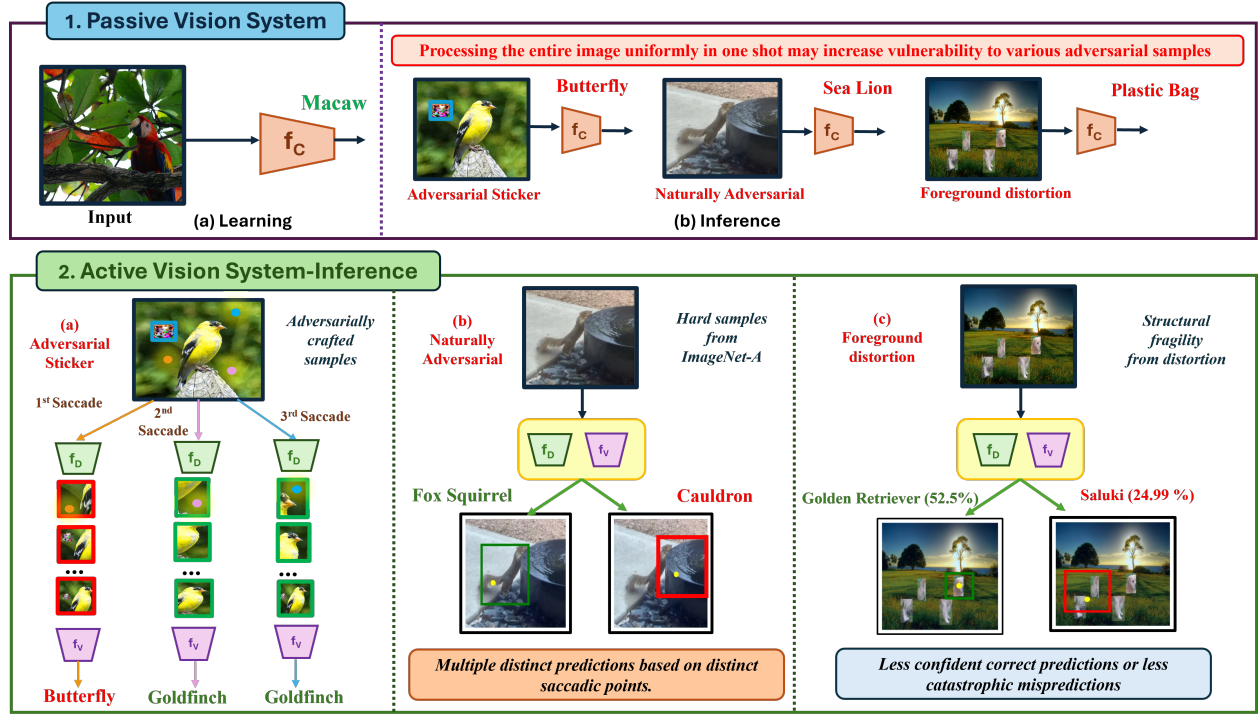 1. Passive Vision System
Processing the entire image uniformly in one shot may increase vulnerability to various adversarial samples
Macaw
f_C
Input
(a) Learning
Butterfly
f_C
Adversarial Sticker
Sea Lion
f_C
Naturally Adversarial
Plastic Bag
f_C
Foreground distortion
(b) Inference
2. Active Vision System-Inference
(a)
Adversarial
Sticker
Adversarially
crafted
samples
1st Saccade
2nd
Saccade
3rd Saccade
f_D
f_D
f_D
...
...
...
f_V
f_V
f_V
Butterfly
Goldfinch
Goldfinch
(b)
Naturally
Adversarial
Hard samples
from
ImageNet-A
f_D
f_V
Fox Squirrel
Cauldron
Multiple distinct predictions based on distinct
saccadic points.
(c)
Foreground
distortion
Structural
fragility
from distortion
f_D
f_V
Golden Retriever (52.5%)
Saluki (24.99 %)
Less confident correct predictions or less
catastrophic mispredictions